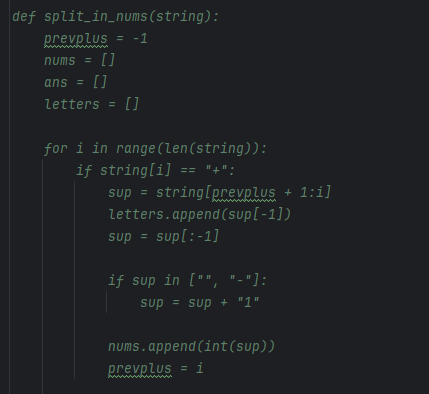 def split_in_nums(string):
    prevplus = -1
    nums = []
    ans = []
    letters = []

    for i in range(len(string)):
        if string[i] == "+":
            sup = string[prevplus + 1:i]
            letters.append(sup[-1])
            sup = sup[:-1]

            if sup in ["", "-"]:
                sup = sup + "1"

            nums.append(int(sup))
            prevplus = i